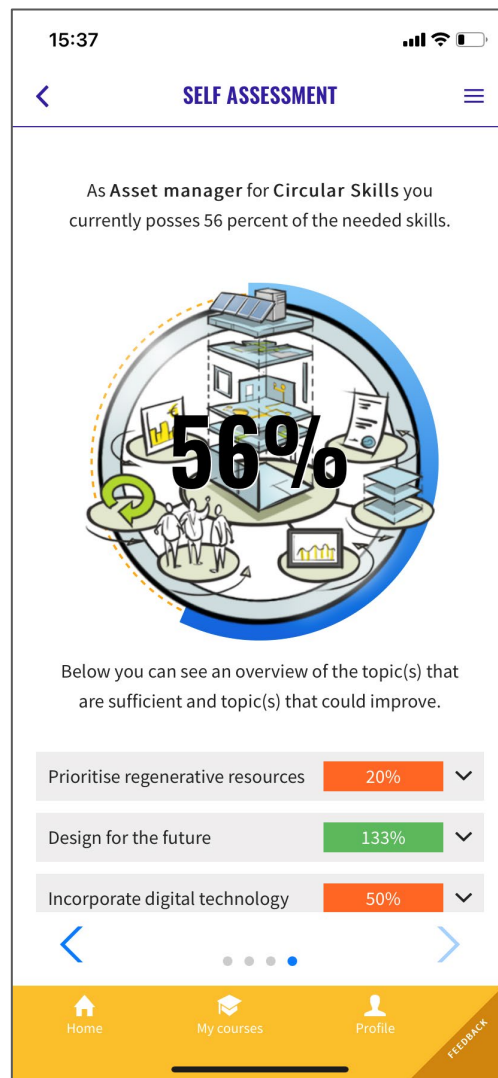 15:37
SELF ASSESSMENT
As Asset manager for Circular Skills you
currently posses 56 percent of the needed skills.
56%
Below you can see an overview of the topic(s) that
are sufficient and topic(s) that could improve.
Prioritise regenerative resources 20%
Design for the future 133%
Incorporate digital technology 50%
Home My courses Profile
FEEDBACK